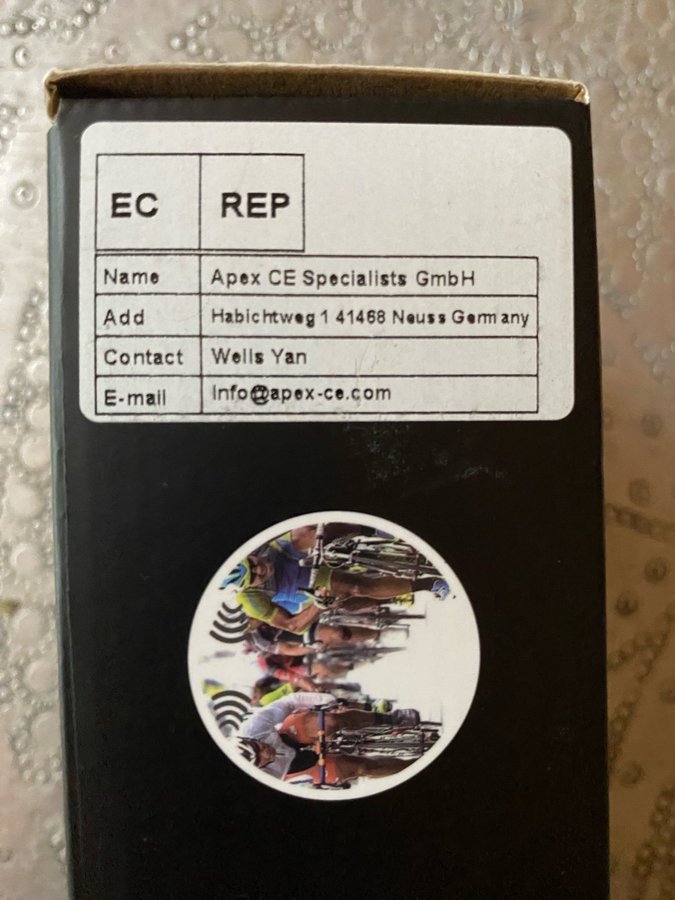 EC REP
Name Apex CE Specialists GmbH
Add Habichtweg 1 41468 Neuss Germany
Contact Wells Yan
E-mail Info@apex-ce.com